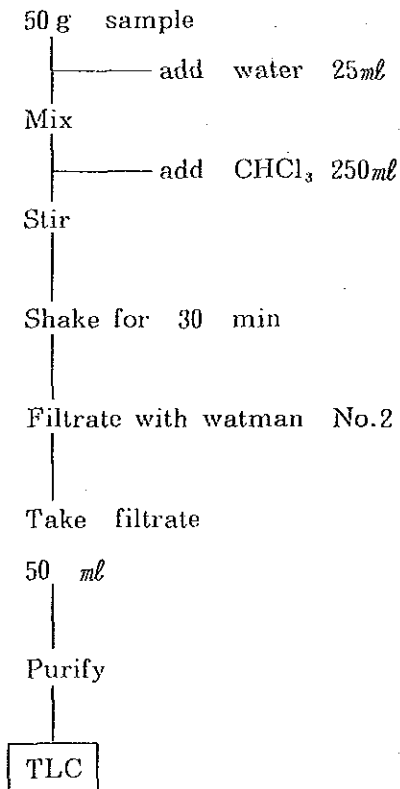 50 g sample
add water 25mℓ
Mix
add CHCl₃ 250mℓ
Stir
Shake for 30 min
Filtrate with watman No.2
Take filtrate
50 mℓ
Purify
TLC